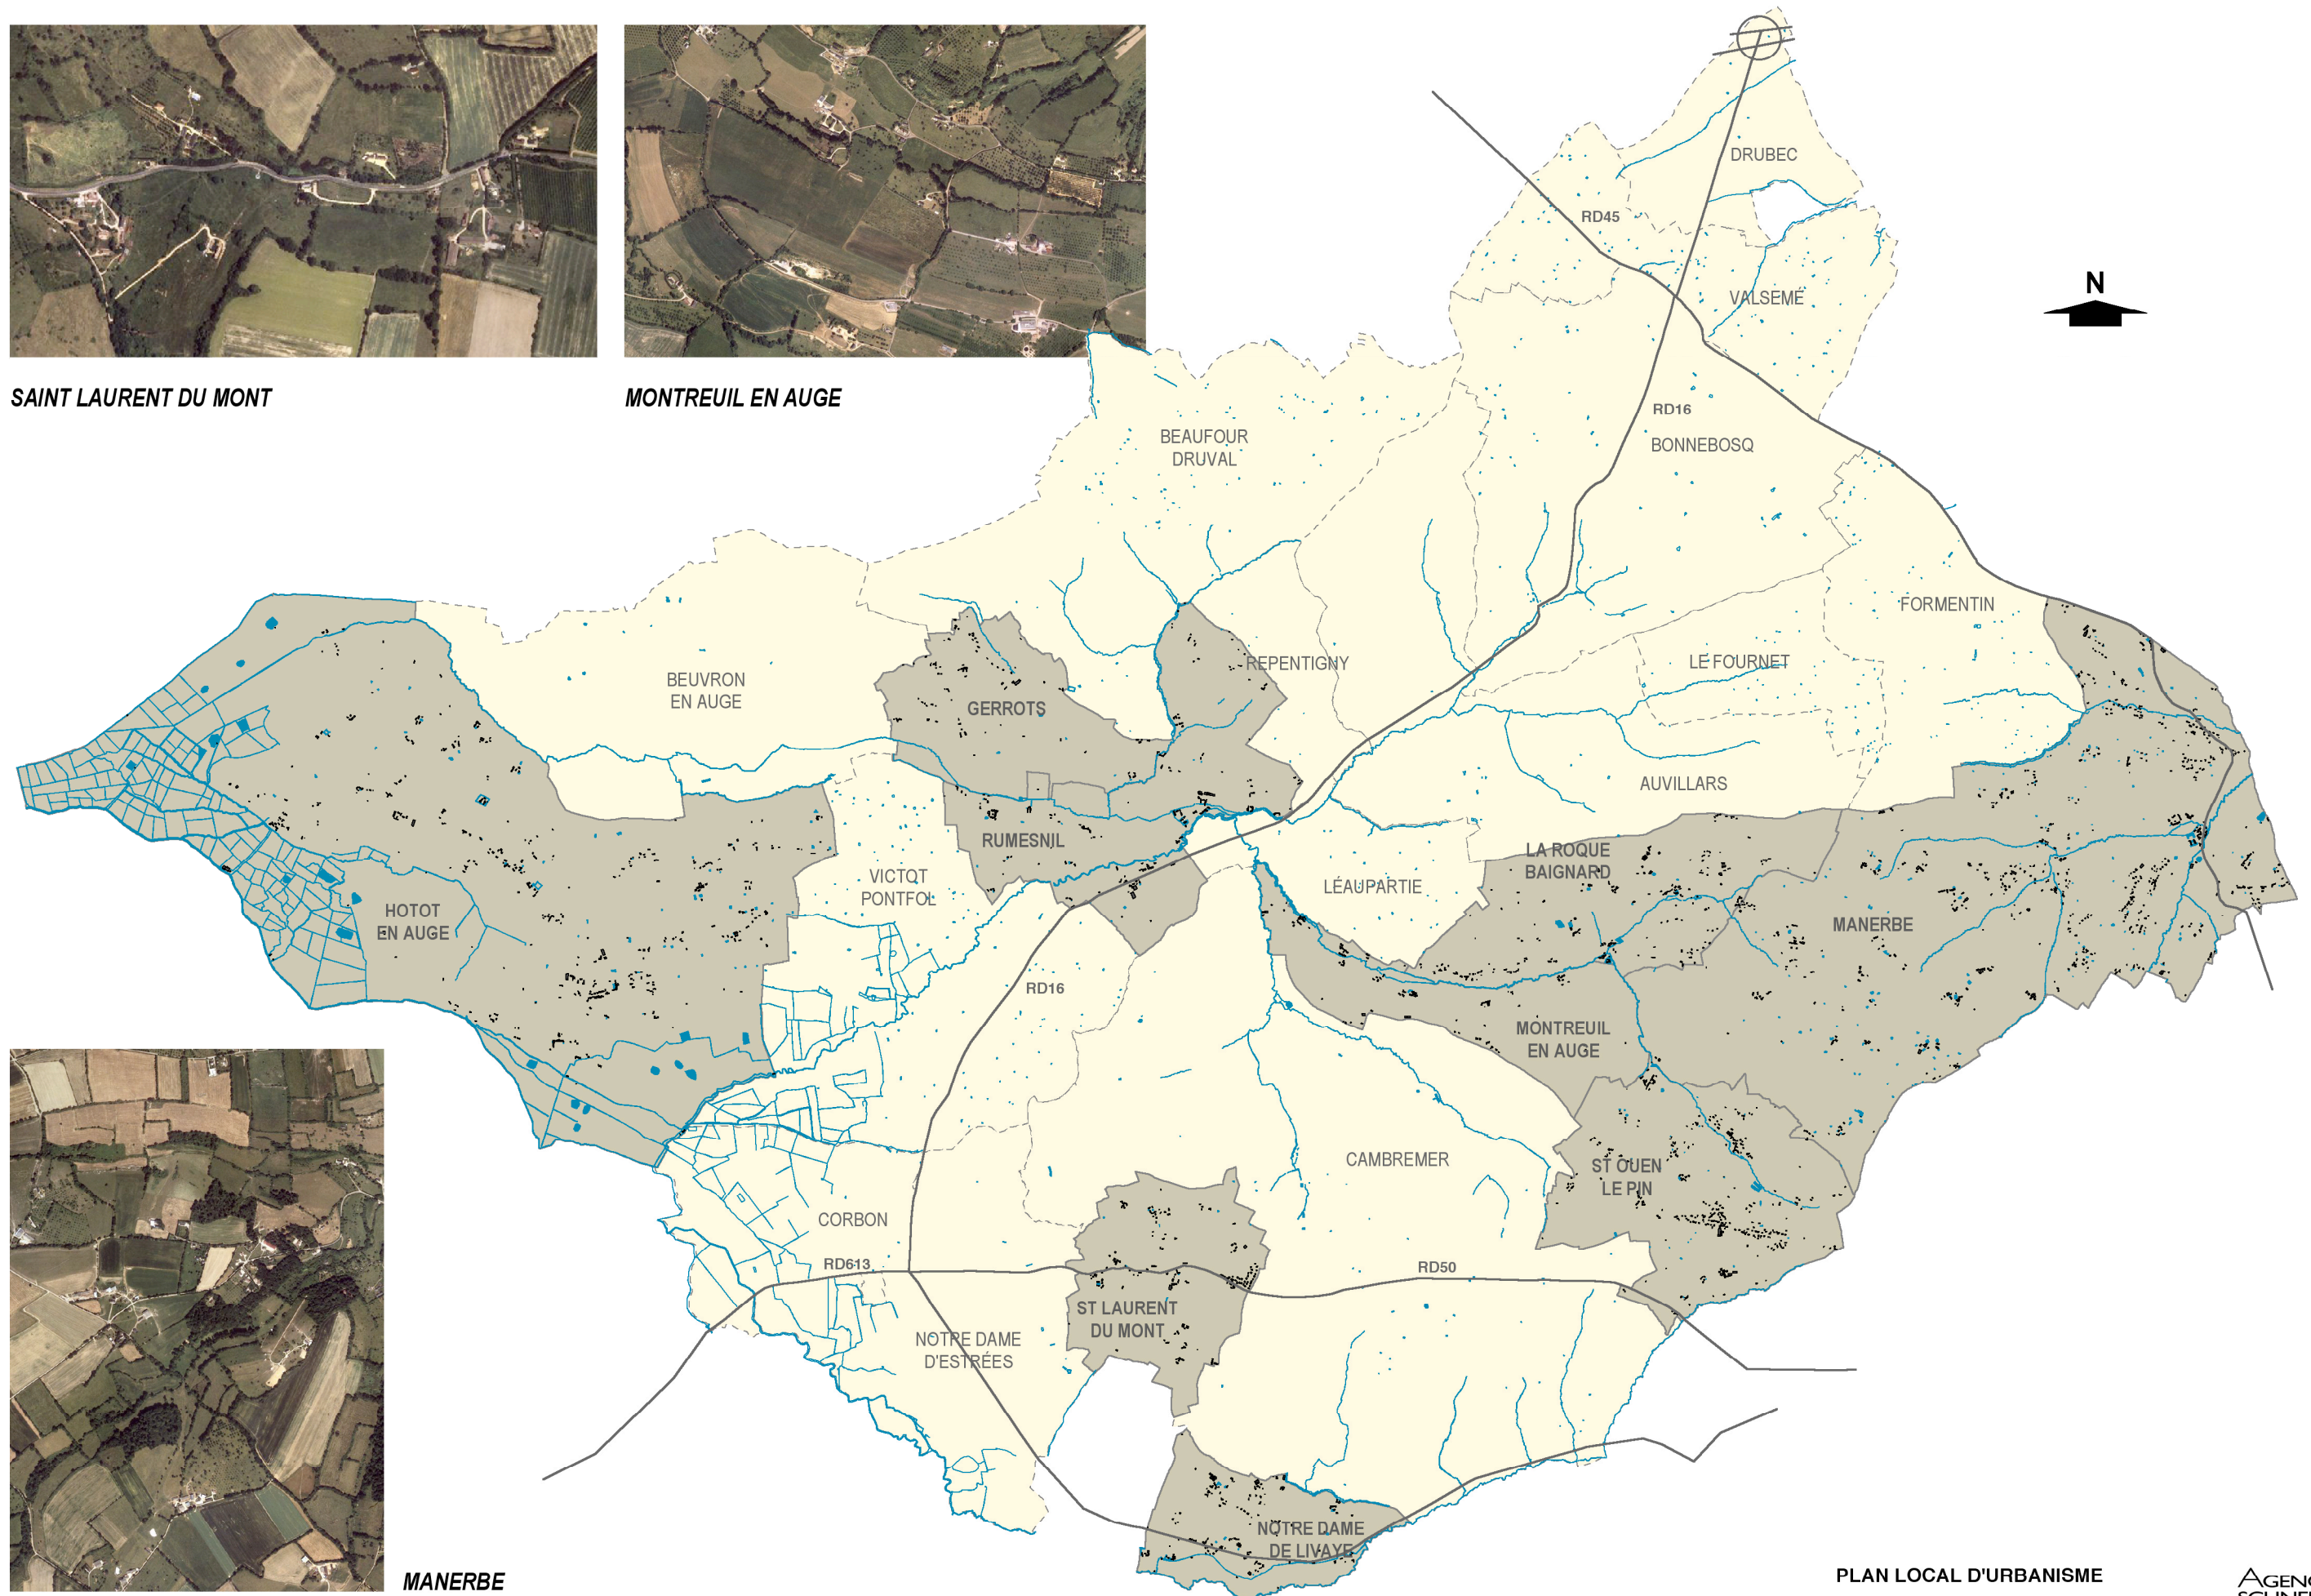 DRUBEC
RD45
N
VALSEMÉ
SAINT LAURENT DU MONT
MONTREUIL EN AUGE
RD16
BEAUFOUR
DRUVAL
BONNEBOSQ
FORMENTIN
REPENTIGNY
LE FOURNET
BEUVRON
EN AUGE
GERROTS
AUVILLARS
RUMESNIL
LA ROQUE
BAIGNARD
VICTOT
PONTFOL
LÉAUPARTIE
HOTOT
EN AUGE
MANERBE
RD16
MONTREUIL
EN AUGE
CAMBREMER
ST OUEN
LE PIN
CORBON
RD613
RD50
ST LAURENT
DU MONT
NOTRE DAME
D'ESTRÉES
NOTRE DAME
DE LIVAYE
MANERBE
PLAN LOCAL D'URBANISME